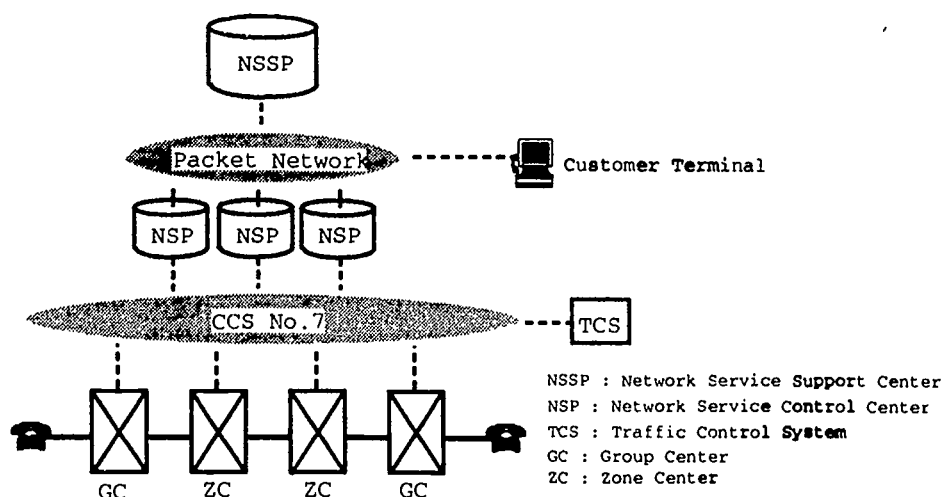 NSSP
Packet Network
Customer Terminal
NSP NSP NSP
CCS No.7
TCS
NSSP : Network Service Support Center
NSP : Network Service Control Center
TCS : Traffic Control System
GC : Group Center
ZC : Zone Center
GC ZC ZC GC